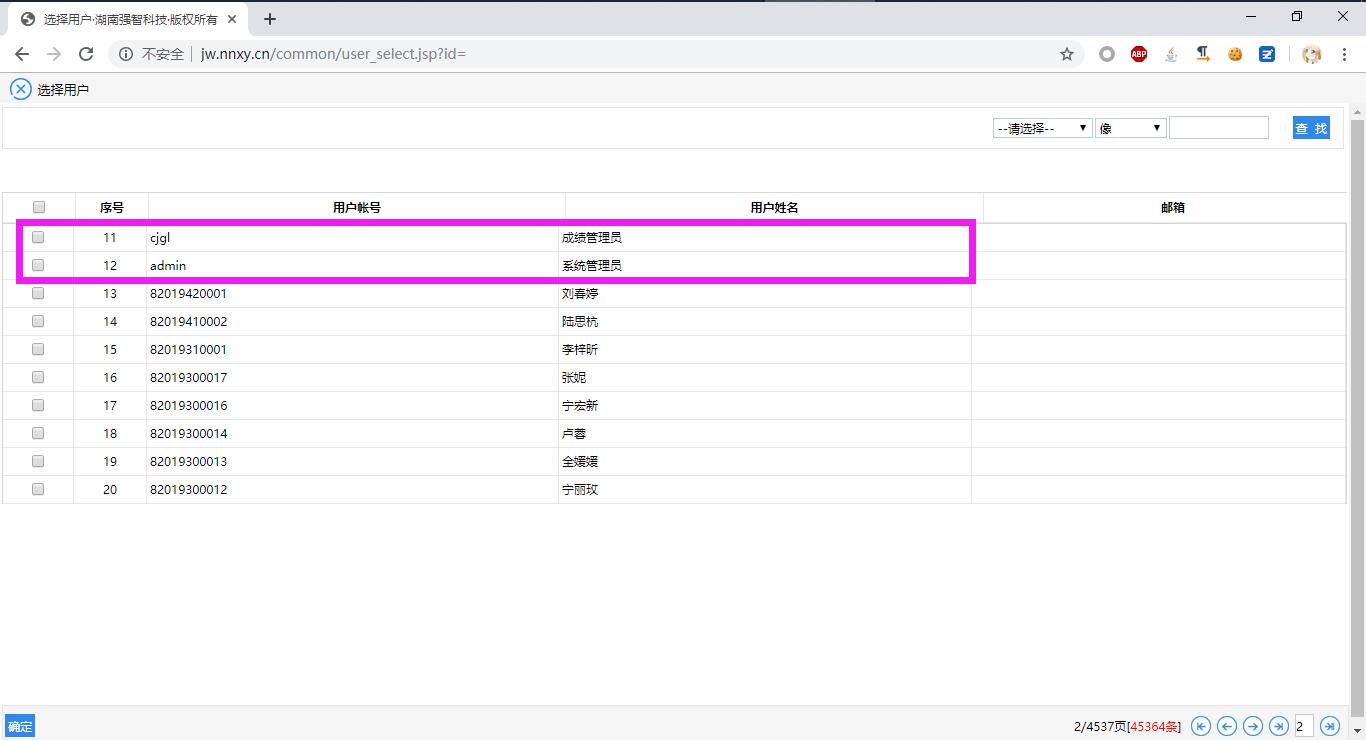 选择用户·湖南强智科技·版权所有
不安全 jw.nnxy.cn/common/user_select.jsp?id=
ABP
选择用户
--请选择-- 像 查 找
序号 用户帐号 用户姓名 邮箱
11 cjgl 成绩管理员
12 admin 系统管理员
13 82019420001 刘春婷
14 82019410002 陆思杭
15 82019310001 李梓昕
16 82019300017 张妮
17 82019300016 宁宏新
18 82019300014 卢蓉
19 82019300013 全媛媛
20 82019300012 宁丽玫
确定 2/4537页[45364条] 2